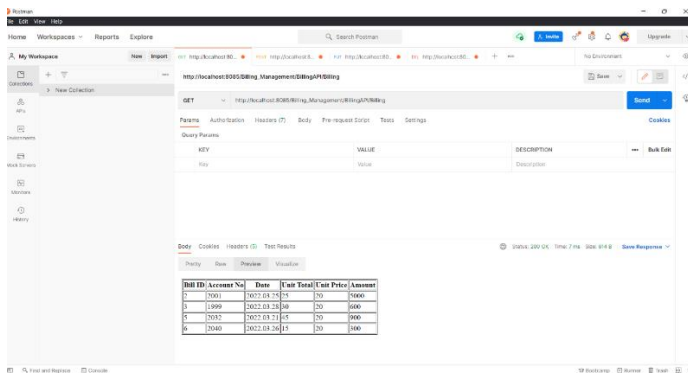 Postman
File Edit View Help
Home Workspaces Reports Explore
Search Postman
Invite
Upgrade
My Workspace
New Import
No Environment
Collections
APIs
Environments
Mock Servers
Monitors
History
New Collection
http://localhost:8085/Billing_Management/BillingAPI/Billing
Save
GET http://localhost:8085/Billing_Management/BillingAPI/Billing
Send
Params Authorization Headers (7) Body Pre-request Script Tests Settings
Cookies
Query Params
KEY VALUE DESCRIPTION Bulk Edit
Key Value Description
Body Cookies Headers (5) Test Results
Status: 200 OK Time: 7 ms Size: 914 B Save Response
Pretty Raw Preview Visualize
Bill ID Account No Date Unit Total Unit Price Amount
2 2001 2022.03.25 25 20 5000
3 1999 2022.03.28 30 20 600
5 2032 2022.03.21 45 20 900
6 2040 2022.03.26 15 20 300
Find and Replace Console
Bootcamp Runner Trash